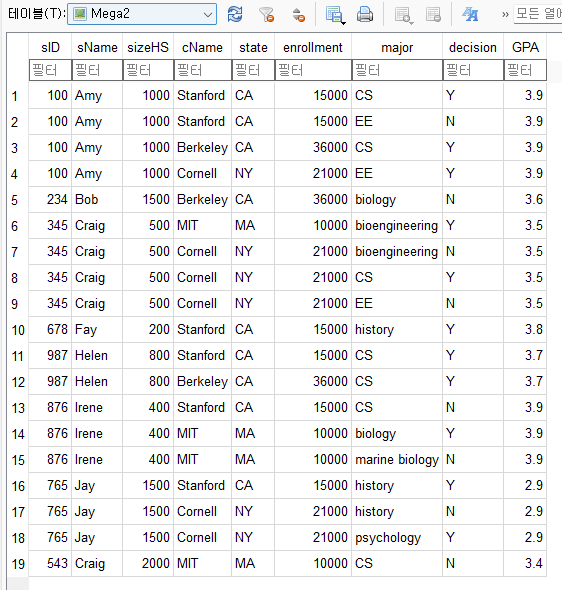 테이블(T): Mega2 » 모든 열에
sID sName sizeHS cName state enrollment major decision GPA
필터 필터 필터 필터 필터 필터 필터 필터 필터
1 100 Amy 1000 Stanford CA 15000 CS Y 3.9
2 100 Amy 1000 Stanford CA 15000 EE N 3.9
3 100 Amy 1000 Berkeley CA 36000 CS Y 3.9
4 100 Amy 1000 Cornell NY 21000 EE Y 3.9
5 234 Bob 1500 Berkeley CA 36000 biology N 3.6
6 345 Craig 500 MIT MA 10000 bioengineering Y 3.5
7 345 Craig 500 Cornell NY 21000 bioengineering N 3.5
8 345 Craig 500 Cornell NY 21000 CS Y 3.5
9 345 Craig 500 Cornell NY 21000 EE N 3.5
10 678 Fay 200 Stanford CA 15000 history Y 3.8
11 987 Helen 800 Stanford CA 15000 CS Y 3.7
12 987 Helen 800 Berkeley CA 36000 CS Y 3.7
13 876 Irene 400 Stanford CA 15000 CS N 3.9
14 876 Irene 400 MIT MA 10000 biology Y 3.9
15 876 Irene 400 MIT MA 10000 marine biology N 3.9
16 765 Jay 1500 Stanford CA 15000 history Y 2.9
17 765 Jay 1500 Cornell NY 21000 history N 2.9
18 765 Jay 1500 Cornell NY 21000 psychology Y 2.9
19 543 Craig 2000 MIT MA 10000 CS N 3.4